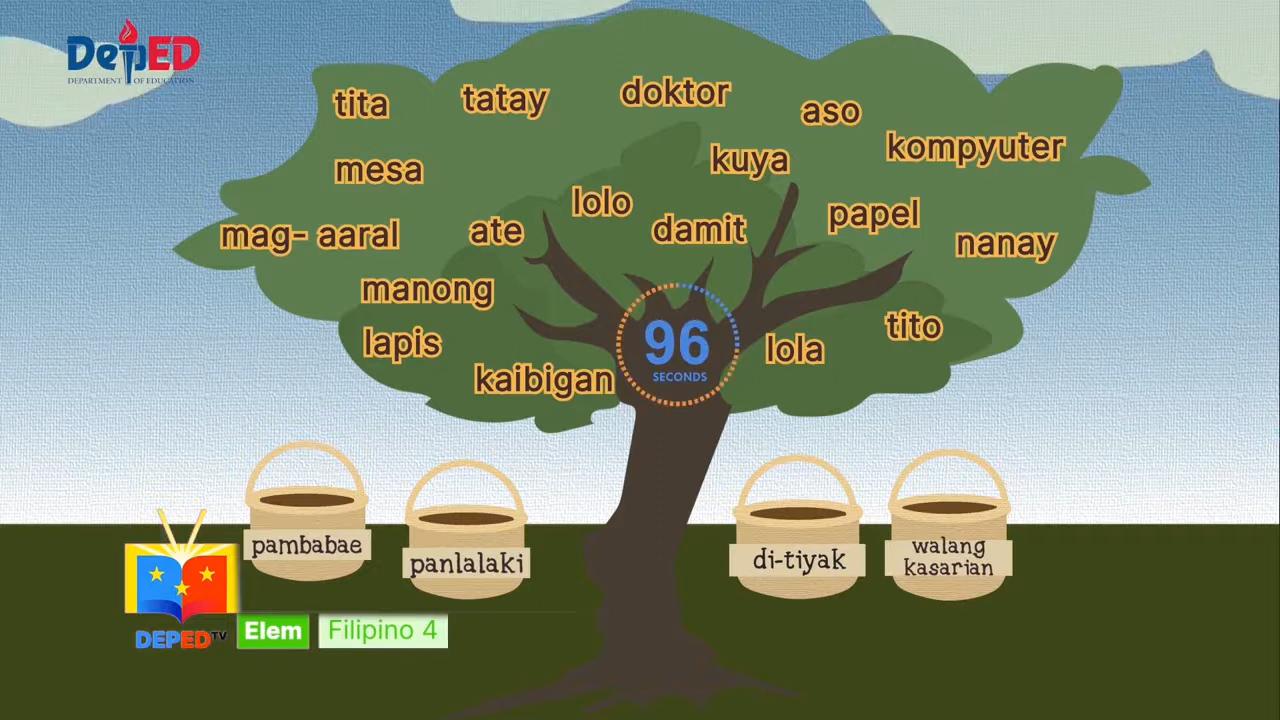 DepED
DEPARTMENT OF EDUCATION
tita
tatay
doktor
aso
kompyuter
mesa
kuya
lolo
mag- aaral
ate
damit
papel
nanay
manong
lapis
kaibigan
96
SECONDS
lola
tito
pambabae
panlalaki
di-tiyak
walang
kasarian
DEPED TV
Elem
Filipino 4